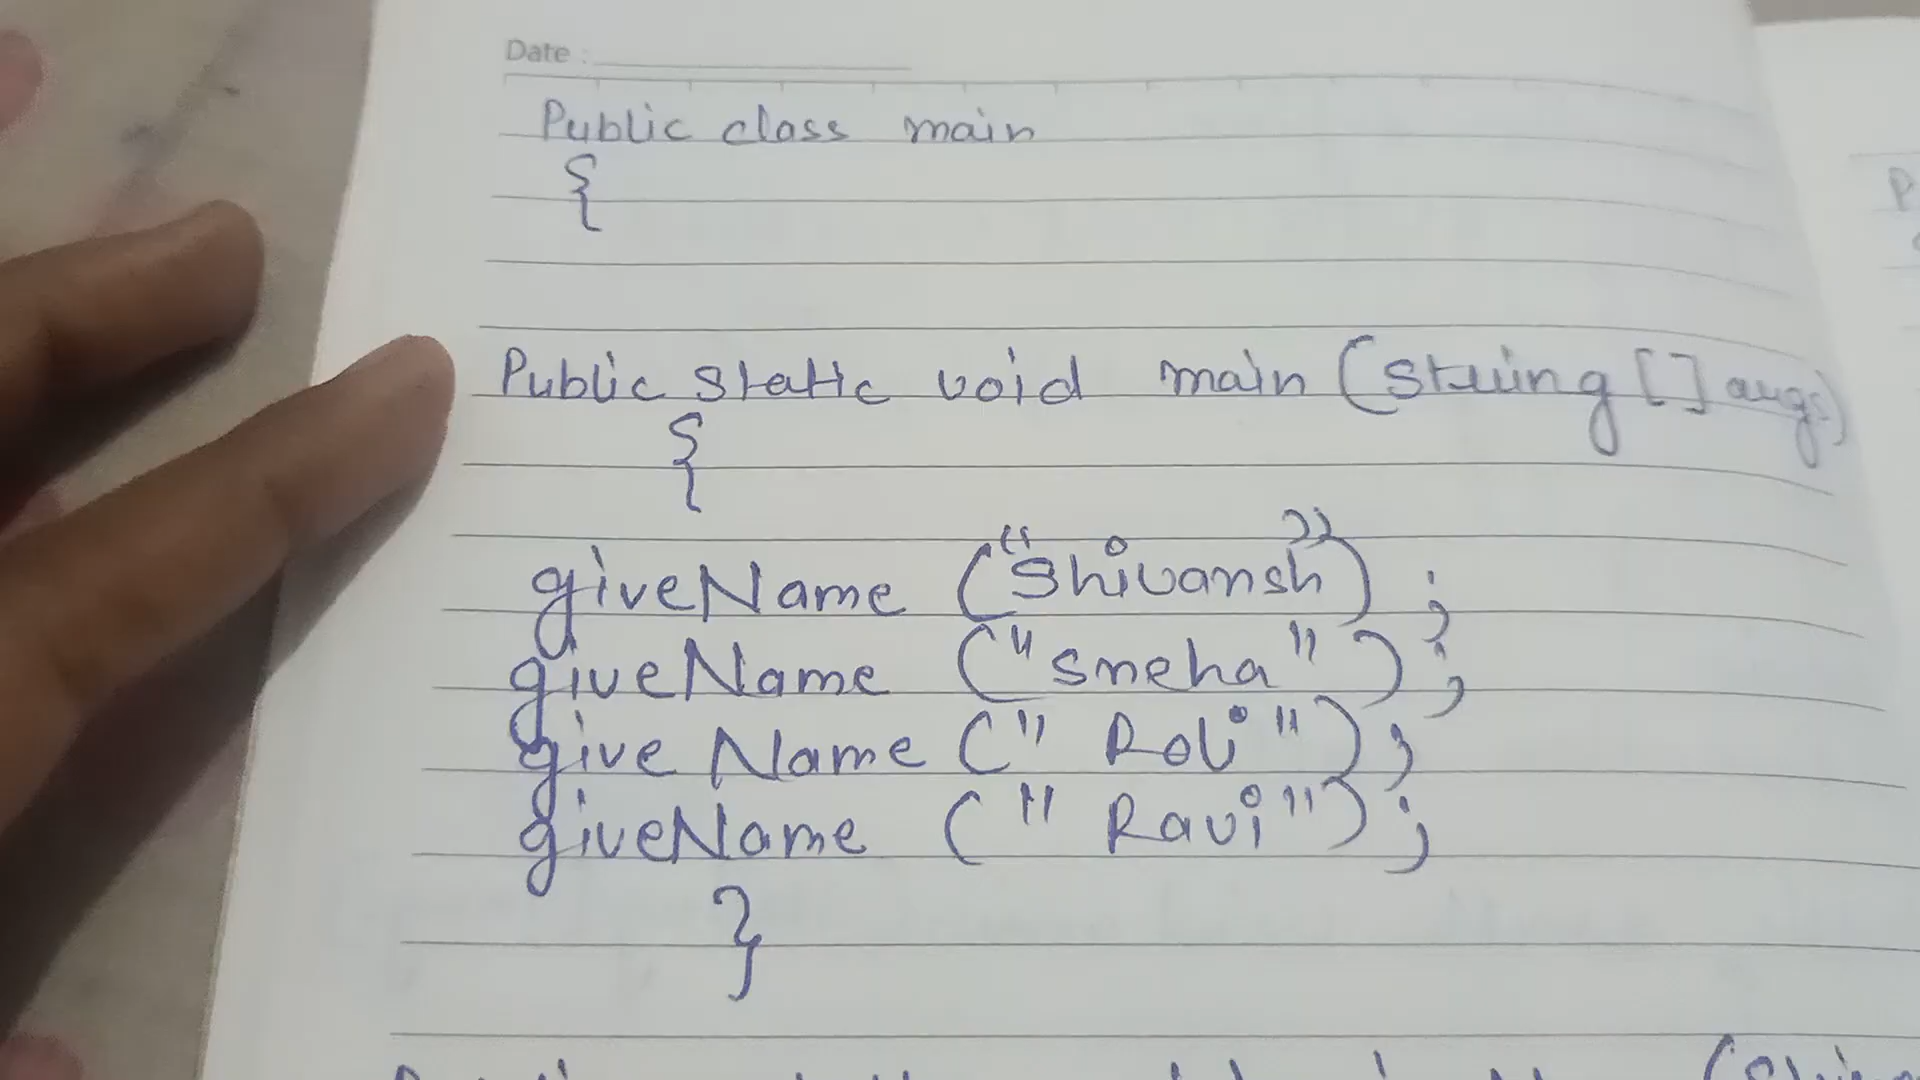 Date :
Public class main
{
Public static void main (string [] args)
{
giveName ("Shivansh") ;
giveName ("sneha") ;
give Name (" Roli ") ;
giveName (" Ravi ") ;
}